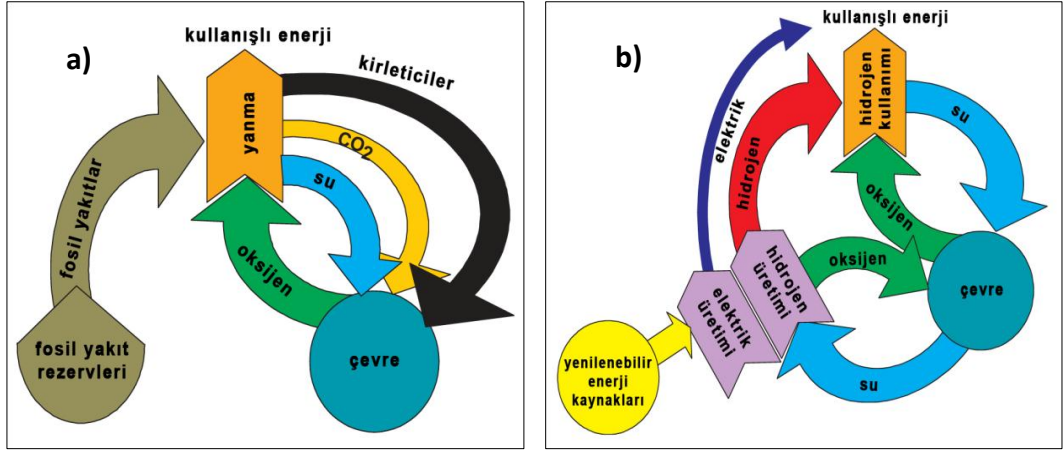 a)
kullanışlı enerji
kirleticiler
yanma
CO2
su
fosil yakıtlar
oksijen
fosil yakıt
rezervleri
çevre
b)
kullanışlı enerji
elektrik
hidrojen
hidrojen
kullanımı
su
oksijen
oksijen
hidrojen
üretimi
elektrik
üretimi
çevre
yenilenebilir
enerji
kaynakları
su